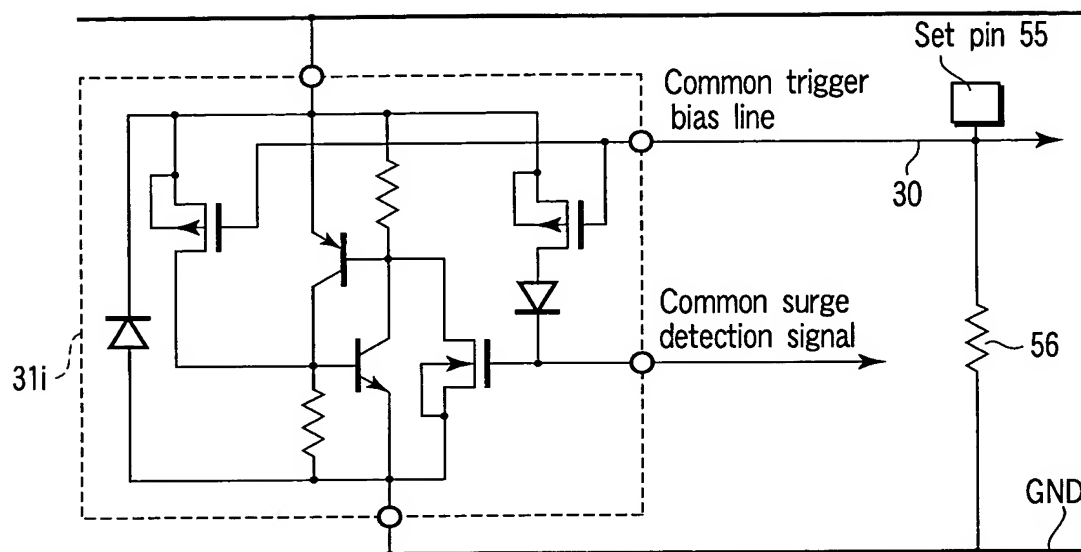 Set pin 55
Common trigger
bias line
30
Common surge
detection signal
56
31i
GND